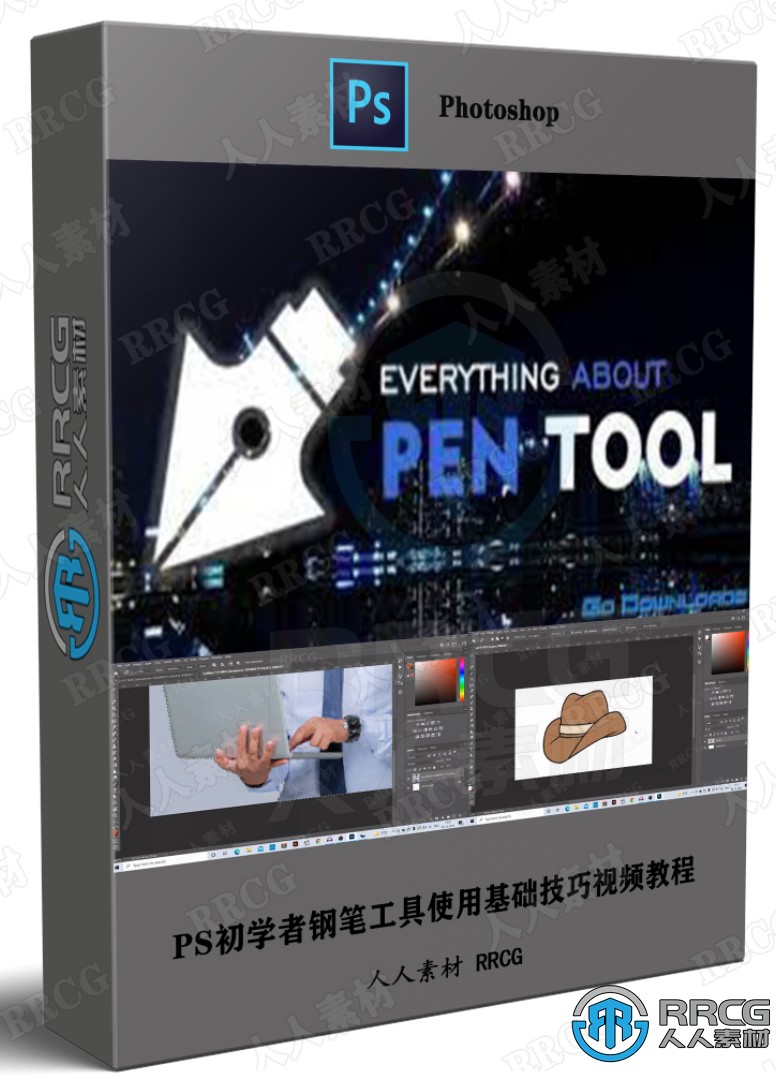 Ps
Photoshop
EVERYTHING ABOUT
PEN TOOL
GO DOWNLOADS
RRCG
人人素材
PS初学者钢笔工具使用基础技巧视频教程
人人素材 RRCG
RRCG
人人素材